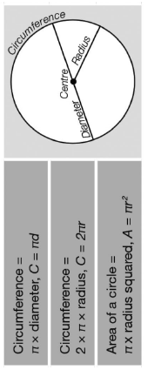 Circumference
Radius
Centre
Diameter
Circumference =
π × diameter, C = πd
Circumference =
2 × π × radius, C = 2πr
Area of a circle =
π × radius squared, A = πr²